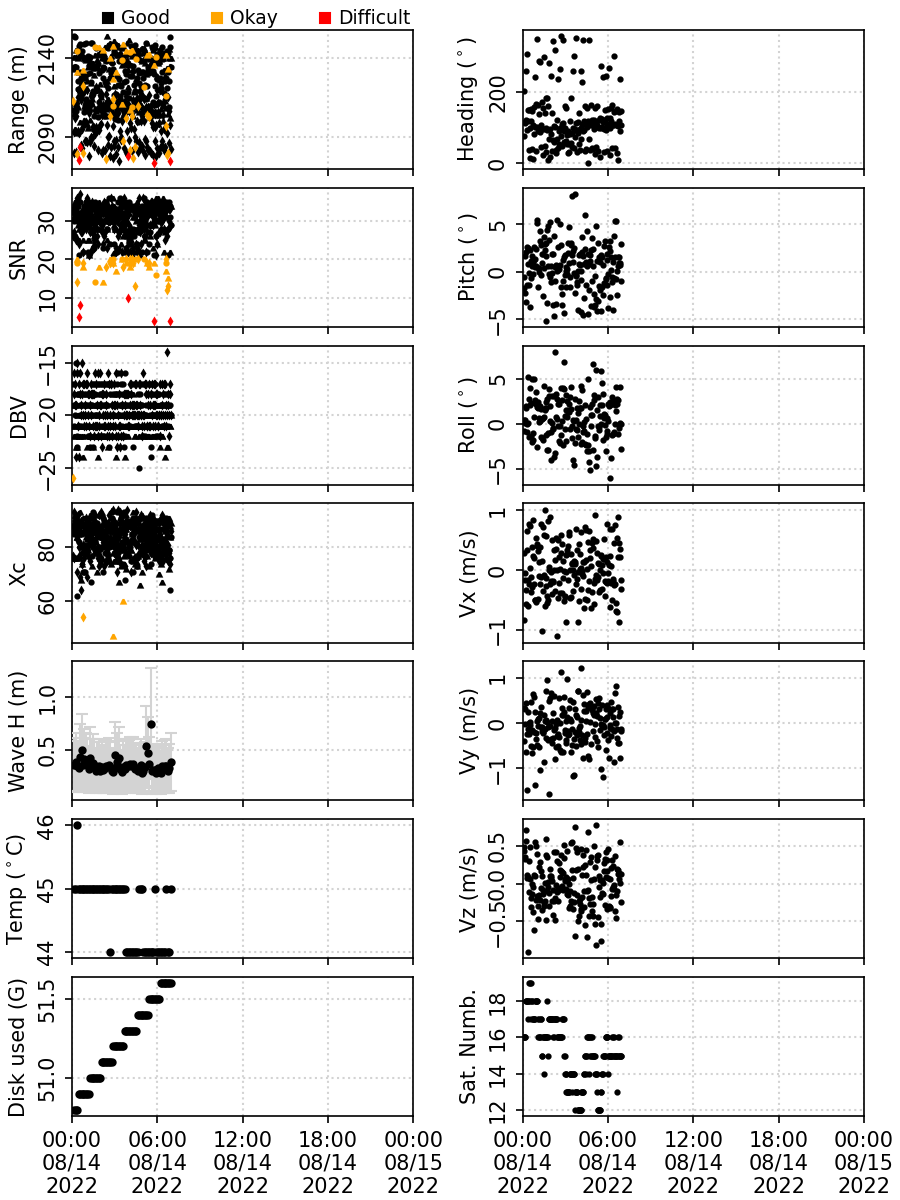 Good Okay Difficult
Range (m)
2140
2090
Heading (°)
200
0
SNR
30
20
10
Pitch (°)
5
0
−5
DBV
−15
−20
−25
Roll (°)
5
0
−5
Xc
80
60
Vx (m/s)
1
0
−1
Wave H (m)
1.0
0.5
Vy (m/s)
1
0
−1
Temp (°C)
46
45
44
Vz (m/s)
0.5
0.0
−0.5
Disk used (G)
51.5
51.0
Sat. Numb.
18
16
14
12
00:00 06:00 12:00 18:00 00:00
08/14 08/14 08/14 08/14 08/15
2022 2022 2022 2022 2022
00:00 06:00 12:00 18:00 00:00
08/14 08/14 08/14 08/14 08/15
2022 2022 2022 2022 2022